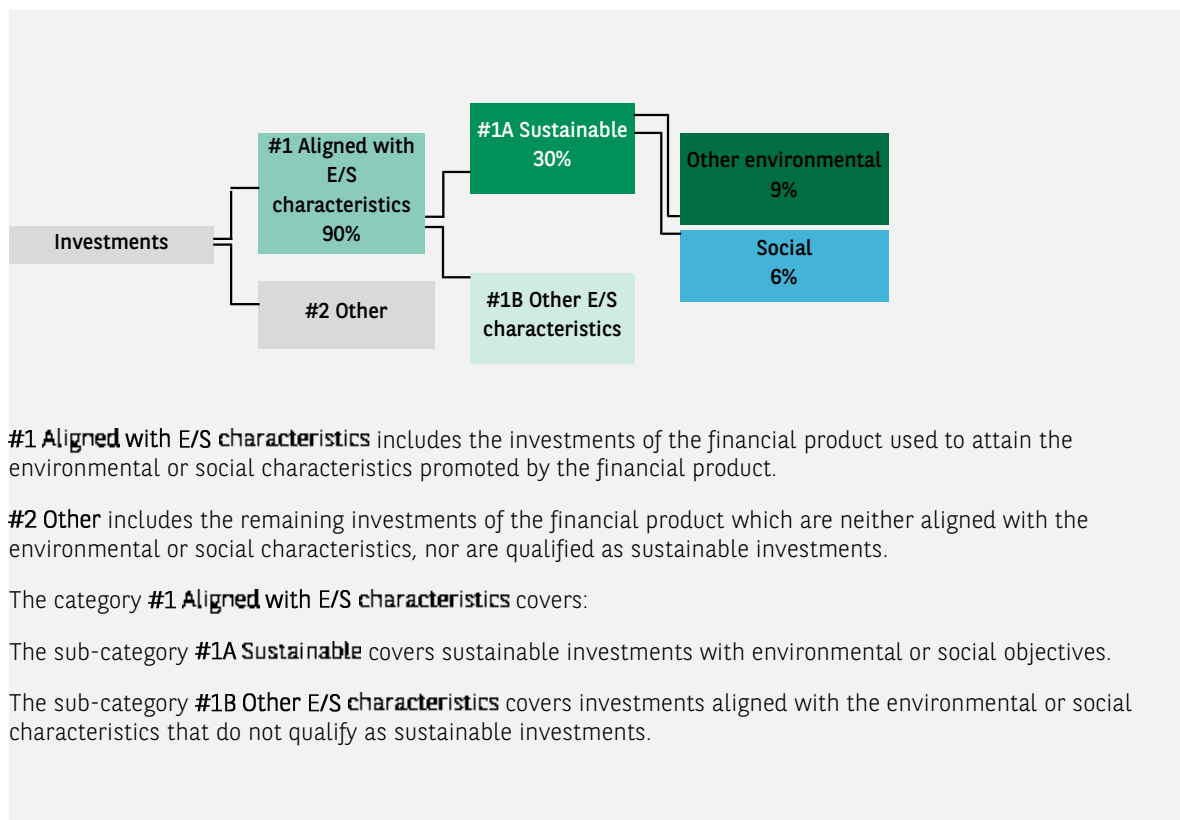 #1 Aligned with
E/S
characteristics
90%
#1A Sustainable
30%
Other environmental
9%
Investments
Social
6%
#2 Other
#1B Other E/S
characteristics
#1 Aligned with E/S characteristics includes the investments of the financial product used to attain the
environmental or social characteristics promoted by the financial product.
#2 Other includes the remaining investments of the financial product which are neither aligned with the
environmental or social characteristics, nor are qualified as sustainable investments.
The category #1 Aligned with E/S characteristics covers:
The sub-category #1A Sustainable covers sustainable investments with environmental or social objectives.
The sub-category #1B Other E/S characteristics covers investments aligned with the environmental or social
characteristics that do not qualify as sustainable investments.